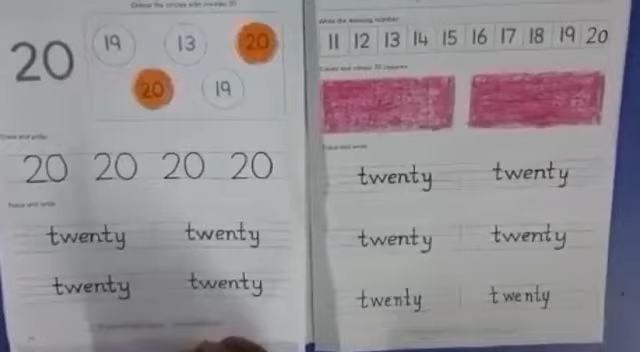 Colour the circles with number 20
20
19 13 20
20 19
Trace and write
20 20 20 20
Trace and write
twenty twenty
twenty twenty
Write the missing number
11 12 13 14 15 16 17 18 19 20
Trace and write
twenty twenty
twenty twenty
twenty twenty